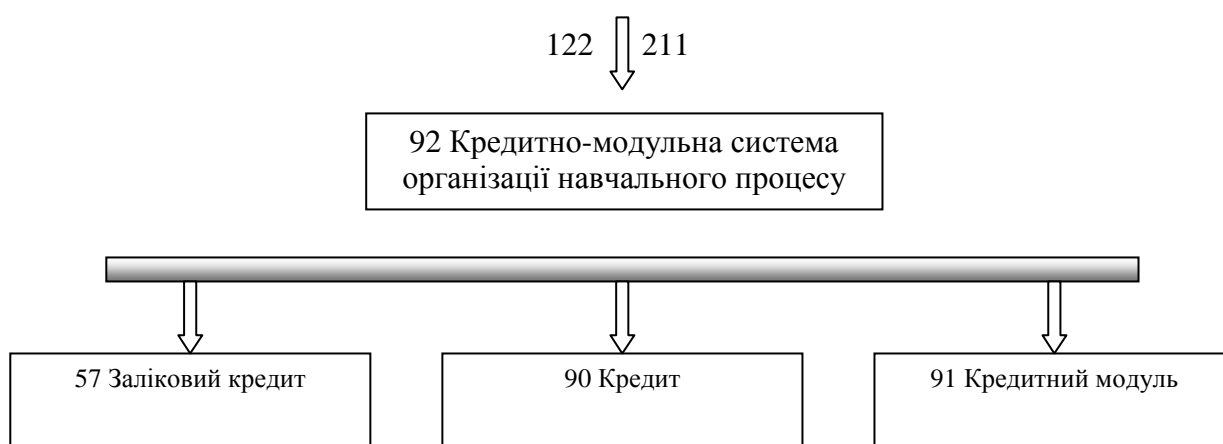 122 211
92 Кредитно-модульна система
організації навчального процесу
57 Заліковий кредит
90 Кредит
91 Кредитний модуль